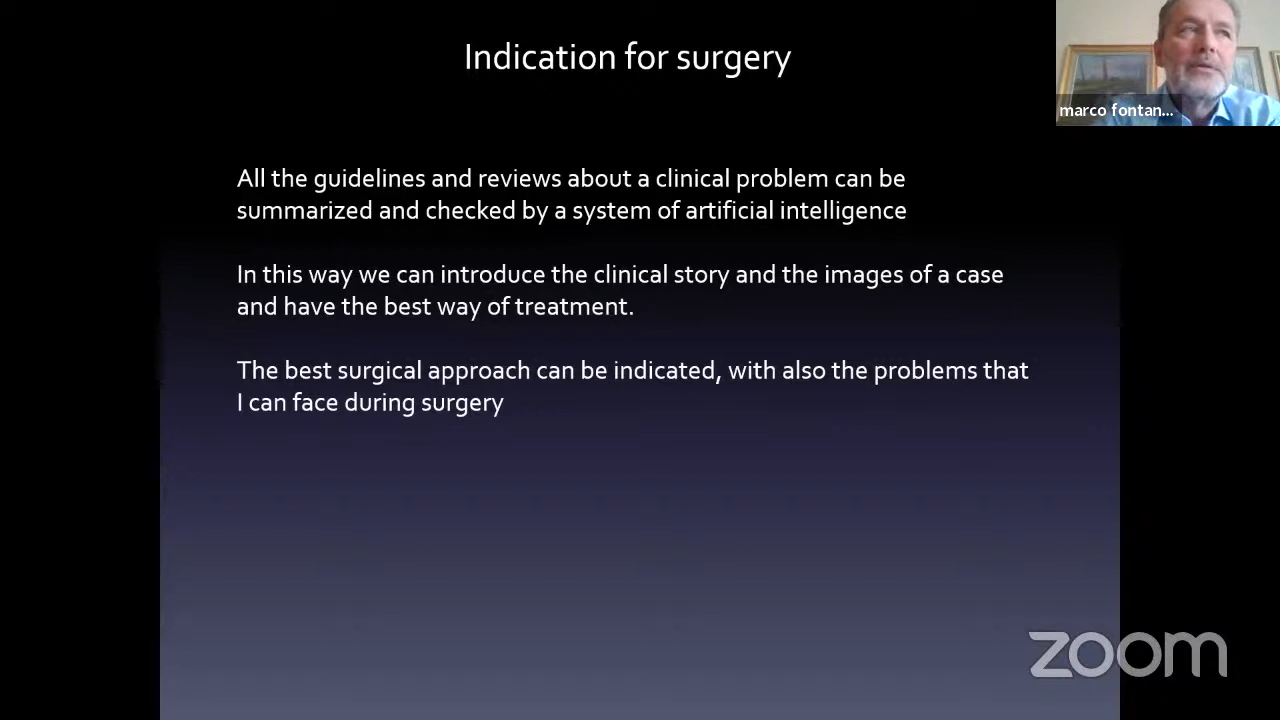 Indication for surgery
marco fontan...
All the guidelines and reviews about a clinical problem can be
summarized and checked by a system of artificial intelligence
In this way we can introduce the clinical story and the images of a case
and have the best way of treatment.
The best surgical approach can be indicated, with also the problems that
I can face during surgery
zoom